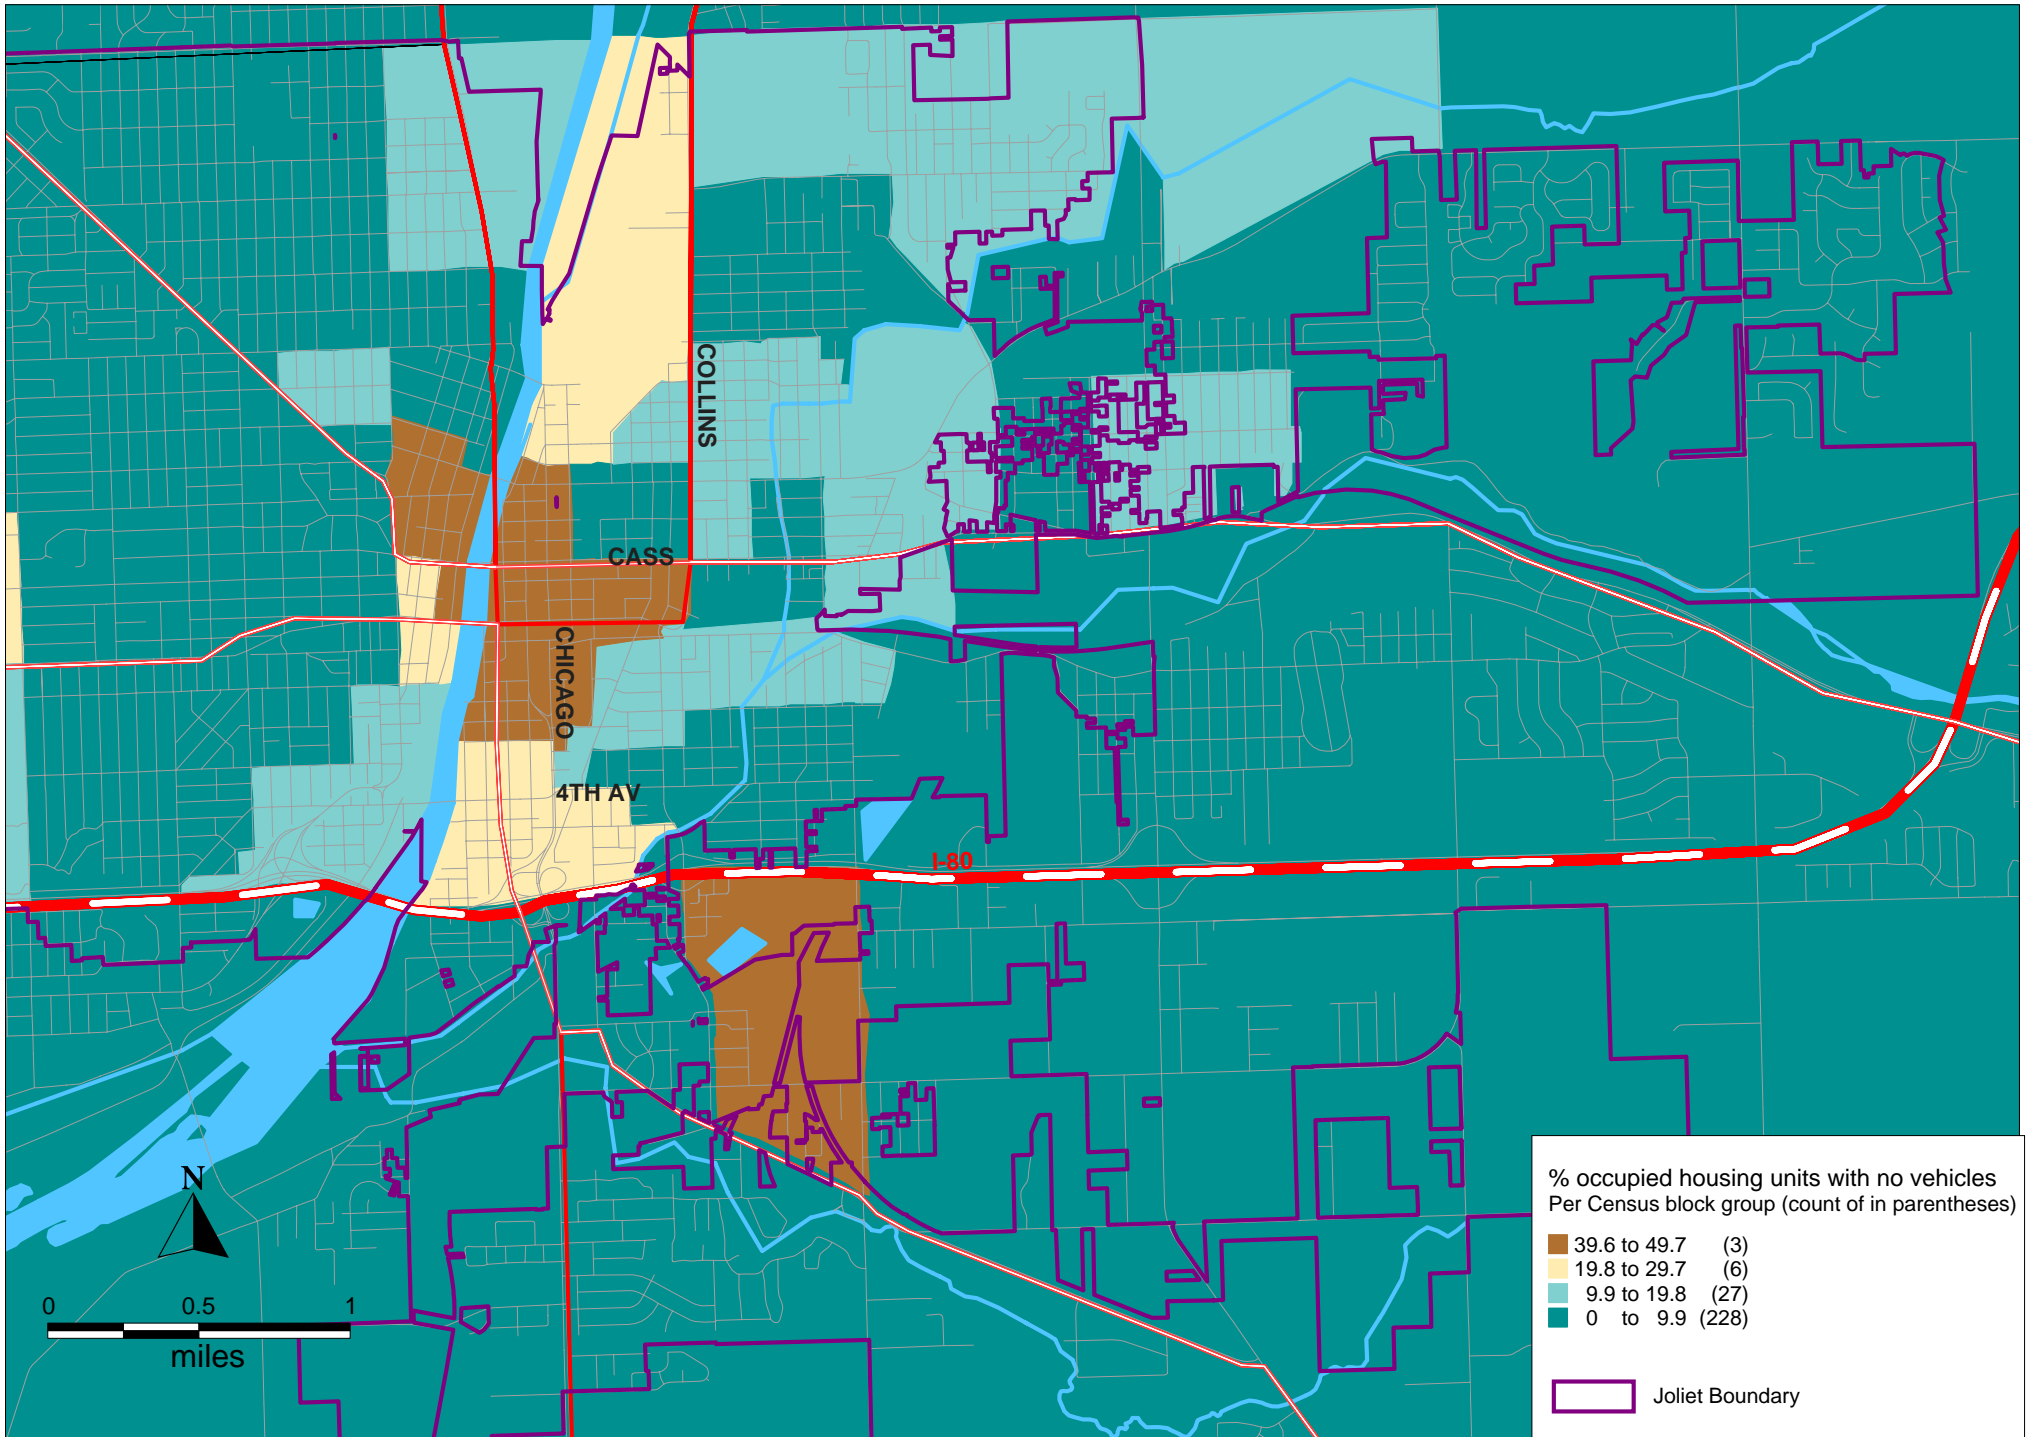 COLLINS
CASS
CHICAGO
4TH AV
I-80
N
0 0.5 1
miles
% occupied housing units with no vehicles
Per Census block group (count of in parentheses)
39.6 to 49.7 (3)
19.8 to 29.7 (6)
9.9 to 19.8 (27)
0 to 9.9 (228)
Joliet Boundary